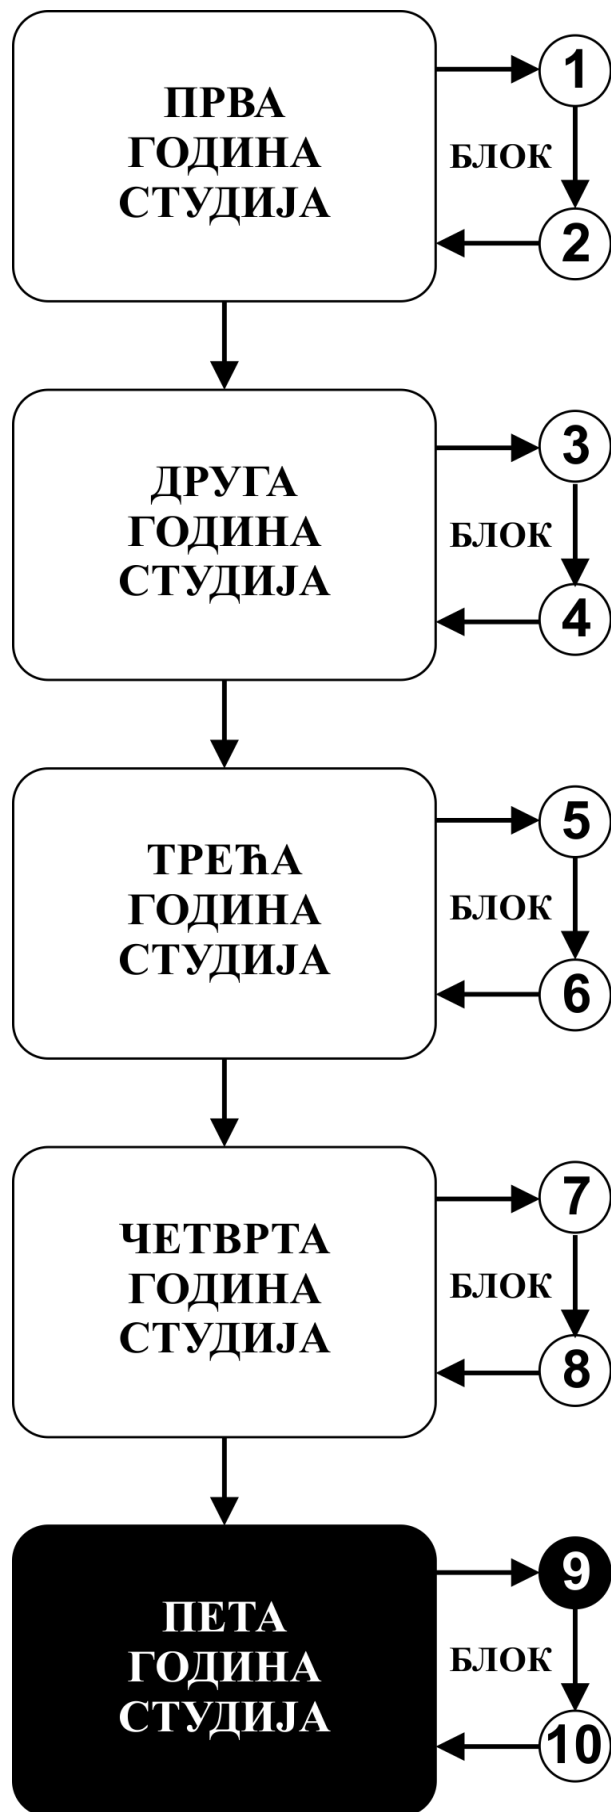 ПРВА
ГОДИНА
СТУДИЈА
1
БЛОК
2
ДРУГА
ГОДИНА
СТУДИЈА
3
БЛОК
4
ТРЕЋА
ГОДИНА
СТУДИЈА
5
БЛОК
6
ЧЕТВРТА
ГОДИНА
СТУДИЈА
7
БЛОК
8
ПЕТА
ГОДИНА
СТУДИЈА
9
БЛОК
10